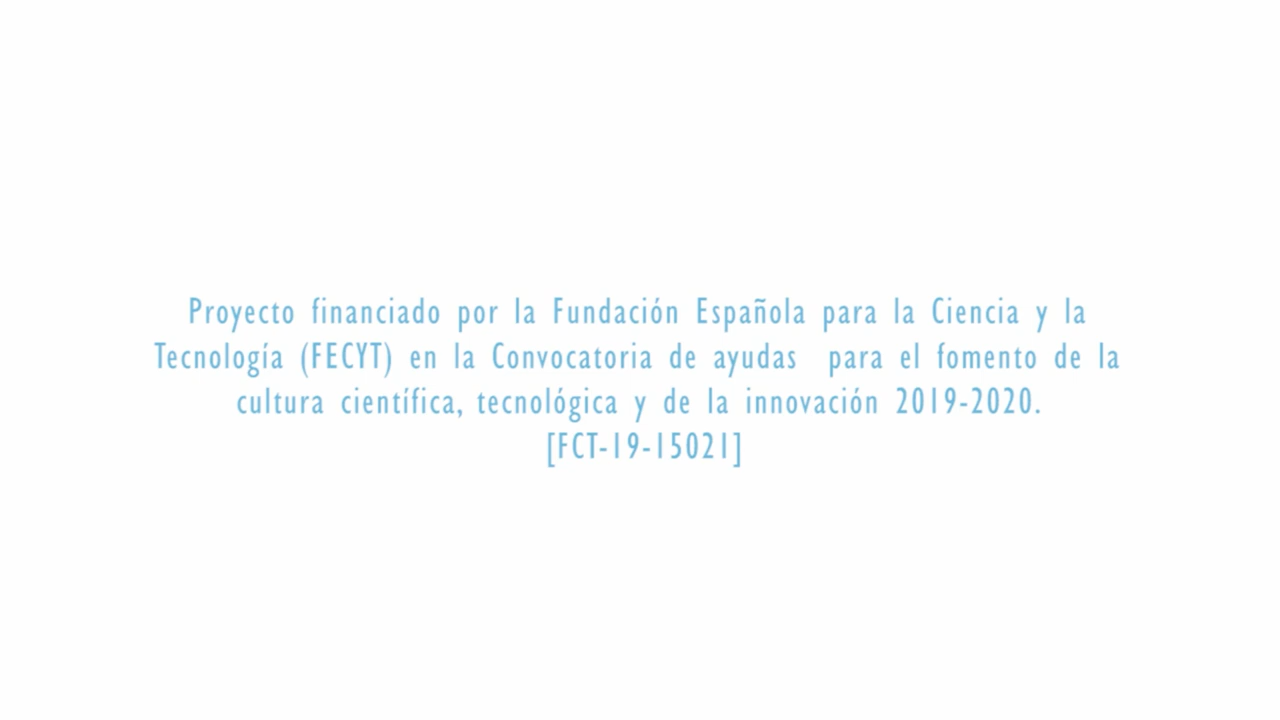 Proyecto financiado por la Fundación Española para la Ciencia y la
Tecnología (FECYT) en la Convocatoria de ayudas para el fomento de la
cultura científica, tecnológica y de la innovación 2019-2020.
[FCT-19-15021]